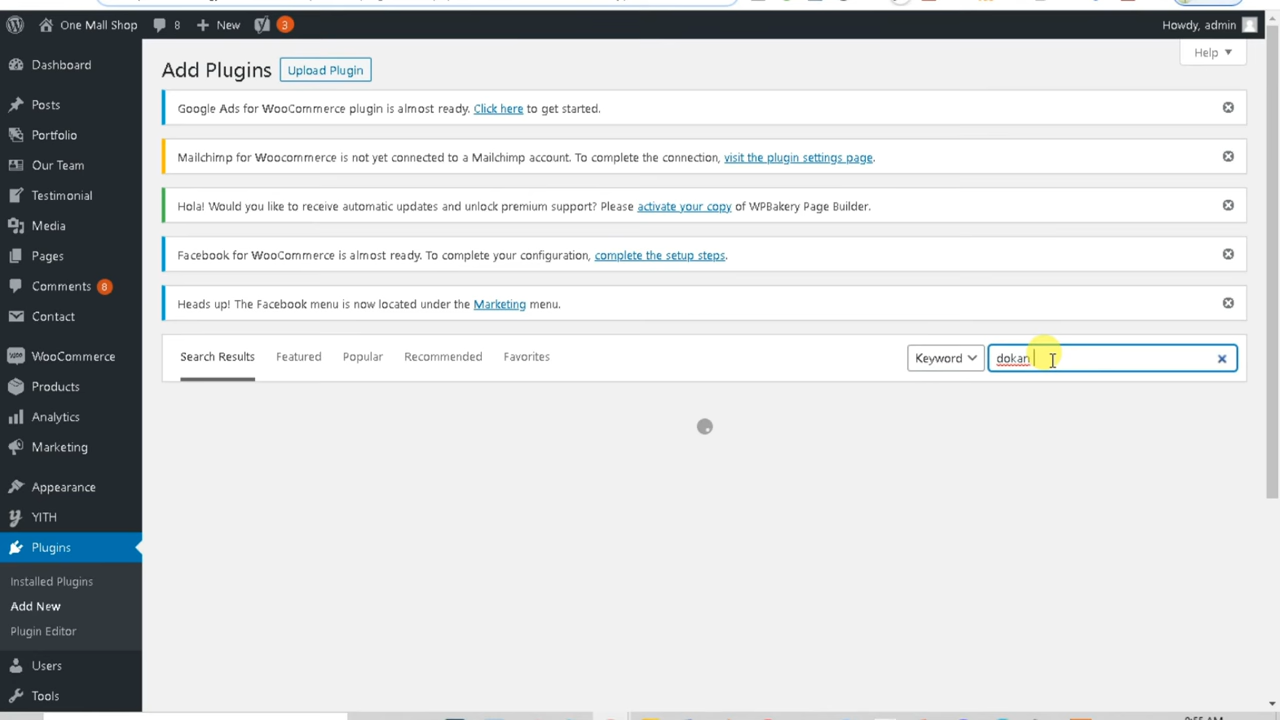 One Mall Shop
8
New
3
Howdy, admin
Help
Dashboard
Posts
Portfolio
Our Team
Testimonial
Media
Pages
Comments 8
Contact
WooCommerce
Products
Analytics
Marketing
Appearance
YITH
Plugins
Installed Plugins
Add New
Plugin Editor
Users
Tools
Add Plugins
Upload Plugin
Google Ads for WooCommerce plugin is almost ready. Click here to get started.
Mailchimp for Woocommerce is not yet connected to a Mailchimp account. To complete the connection, visit the plugin settings page.
Hola! Would you like to receive automatic updates and unlock premium support? Please activate your copy of WPBakery Page Builder.
Facebook for WooCommerce is almost ready. To complete your configuration, complete the setup steps.
Heads up! The Facebook menu is now located under the Marketing menu.
Search Results
Featured
Popular
Recommended
Favorites
Keyword
dokan